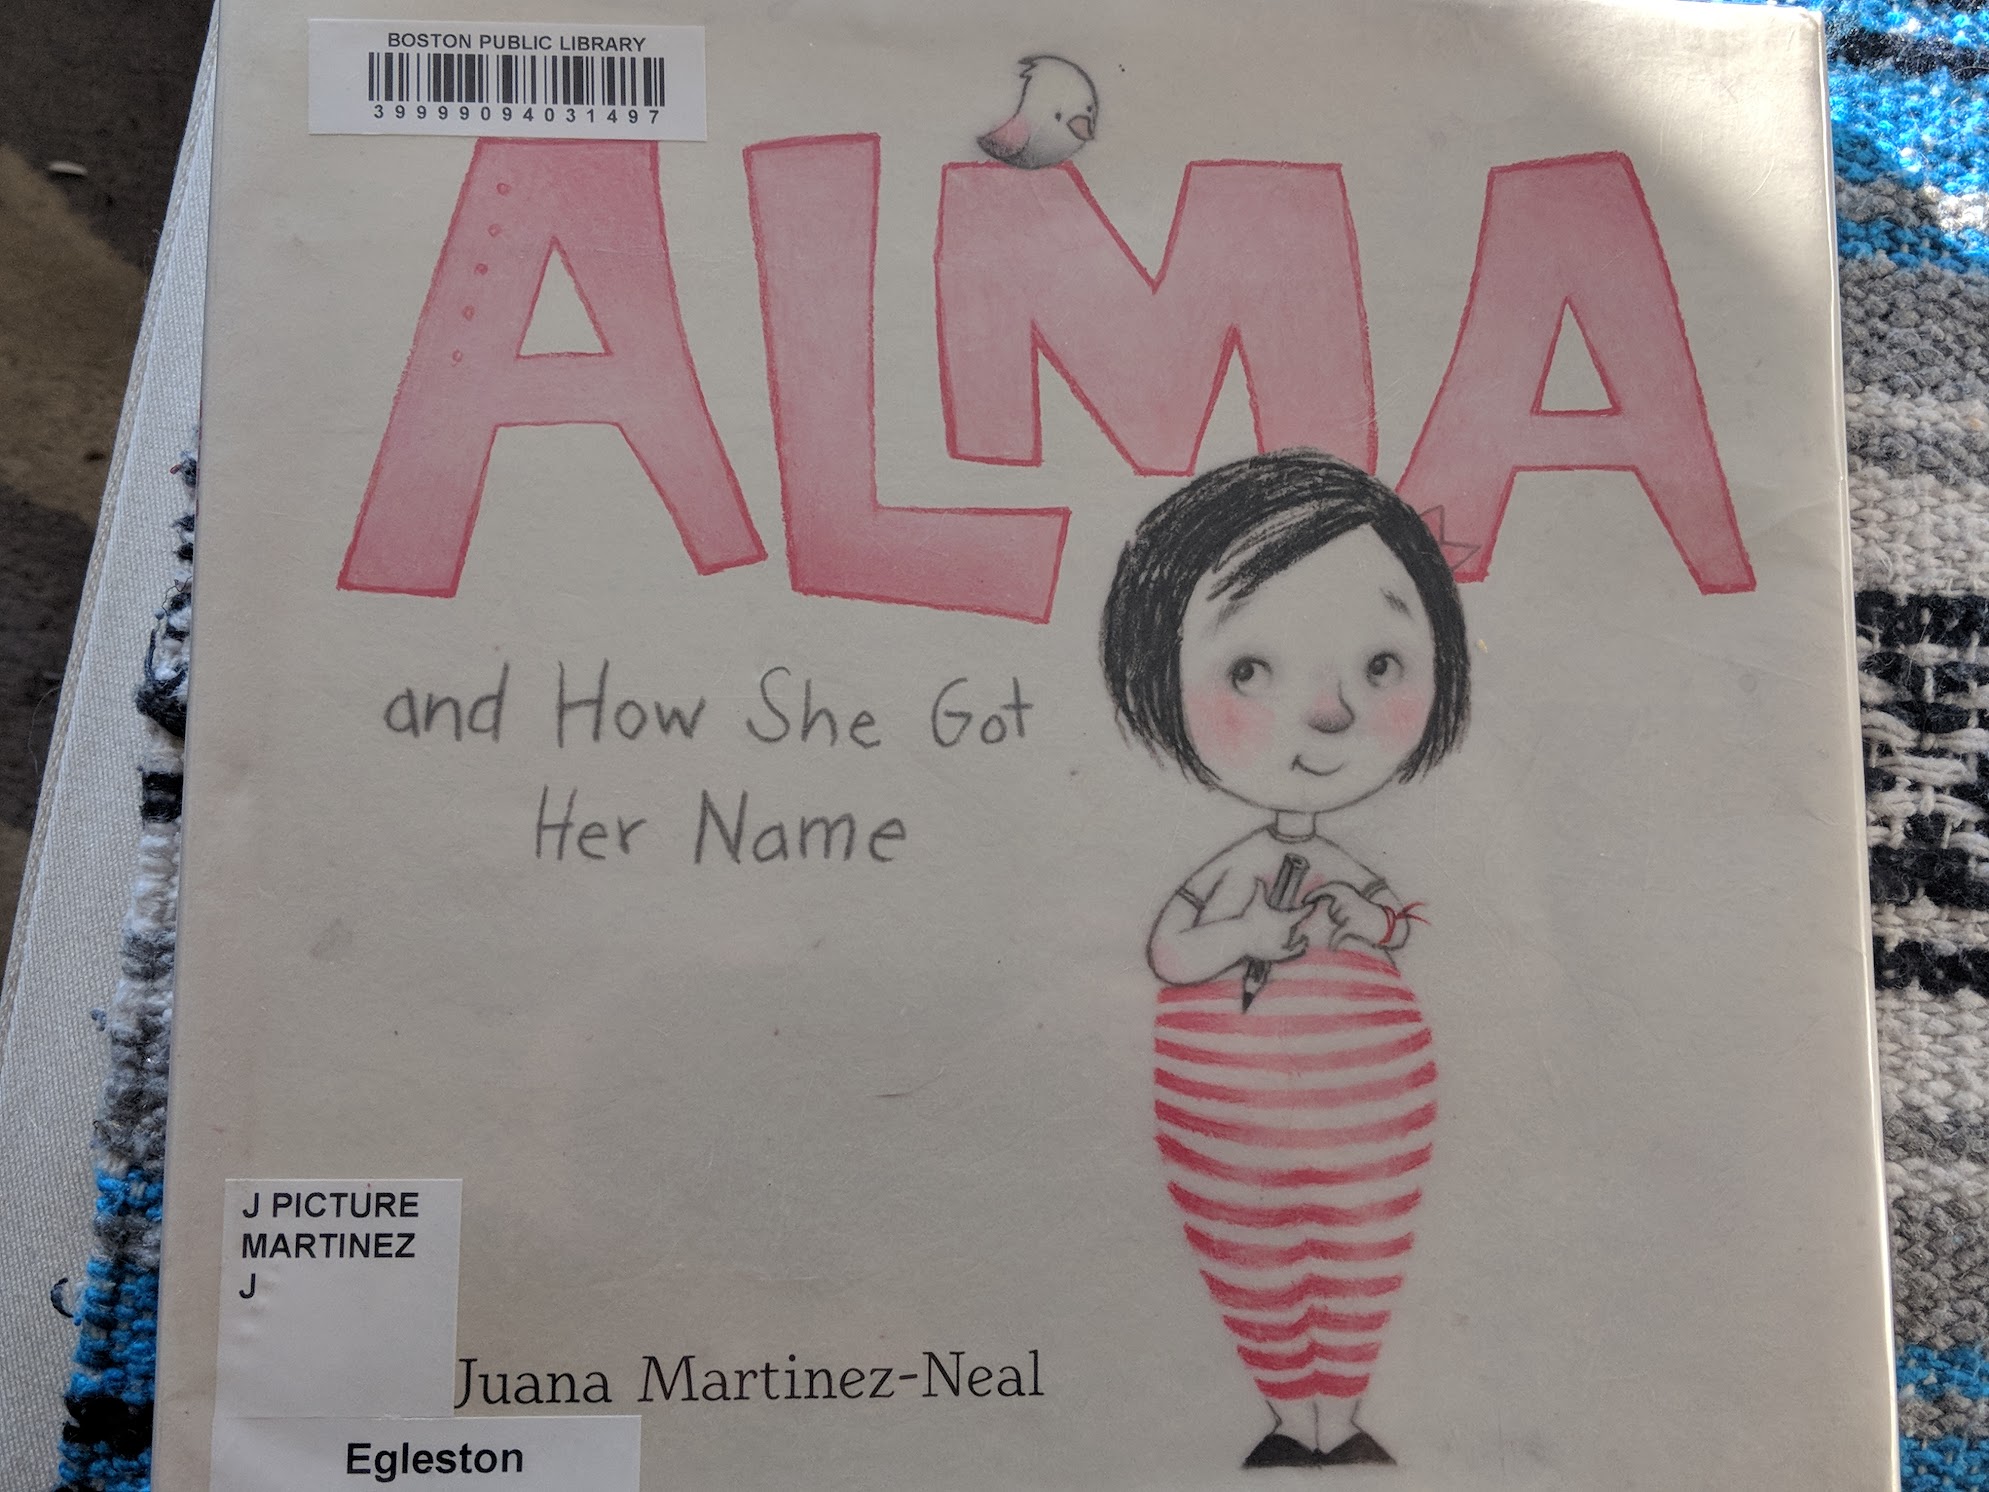 BOSTON PUBLIC LIBRARY
39999094031497
ALMA
and How She Got
Her Name
J PICTURE
MARTINEZ
J
Juana Martinez-Neal
Egleston